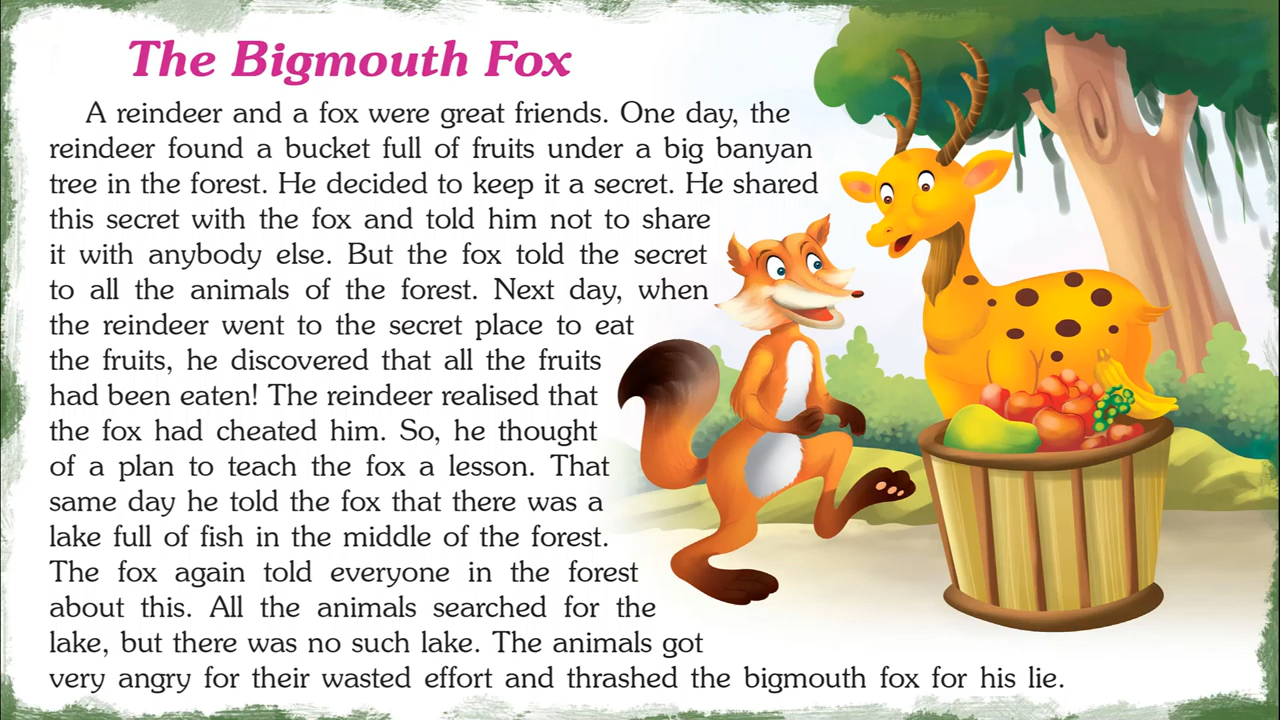 The Bigmouth Fox
A reindeer and a fox were great friends. One day, the
reindeer found a bucket full of fruits under a big banyan
tree in the forest. He decided to keep it a secret. He shared
this secret with the fox and told him not to share
it with anybody else. But the fox told the secret
to all the animals of the forest. Next day, when
the reindeer went to the secret place to eat
the fruits, he discovered that all the fruits
had been eaten! The reindeer realised that
the fox had cheated him. So, he thought
of a plan to teach the fox a lesson. That
same day he told the fox that there was a
lake full of fish in the middle of the forest.
The fox again told everyone in the forest
about this. All the animals searched for the
lake, but there was no such lake. The animals got
very angry for their wasted effort and thrashed the bigmouth fox for his lie.